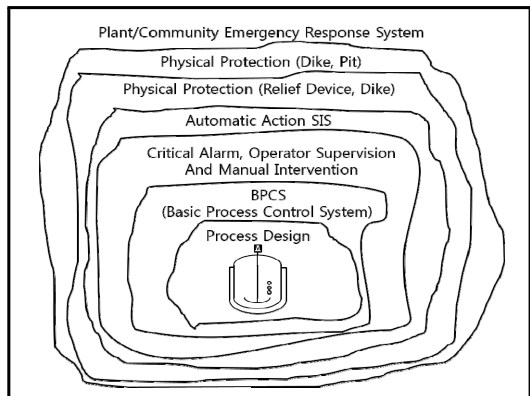 Plant/Community Emergency Response System
Physical Protection (Dike, Pit)
Physical Protection (Relief Device, Dike)
Automatic Action SIS
Critical Alarm, Operator Supervision
And Manual Intervention
BPCS
(Basic Process Control System)
Process Design